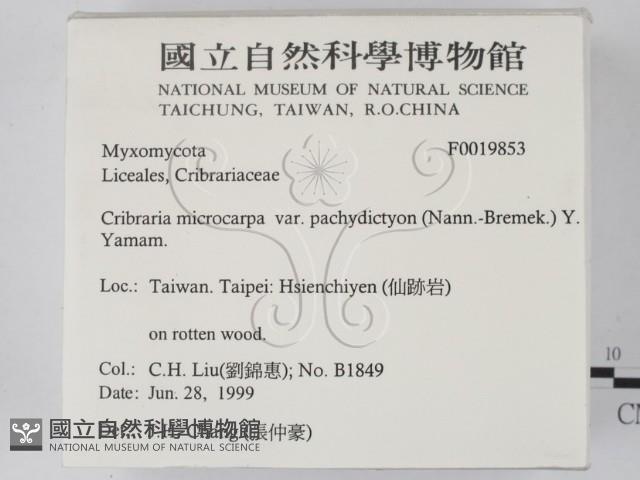 國立自然科學博物館
NATIONAL MUSEUM OF NATURAL SCIENCE
TAICHUNG, TAIWAN, R.O.CHINA
Myxomycota F0019853
Liceales, Cribrariaceae
Cribraria microcarpa var. pachydictyon (Nann.-Bremek.) Y.
Yamam.
Loc.: Taiwan. Taipei: Hsienchiyen (仙跡岩)
on rotten wood.
Col.: C.H. Liu(劉錦惠); No. B1849
Date: Jun. 28, 1999
(張仲豪)
國立自然科學博物館
NATIONAL MUSEUM OF NATURAL SCIENCE
10